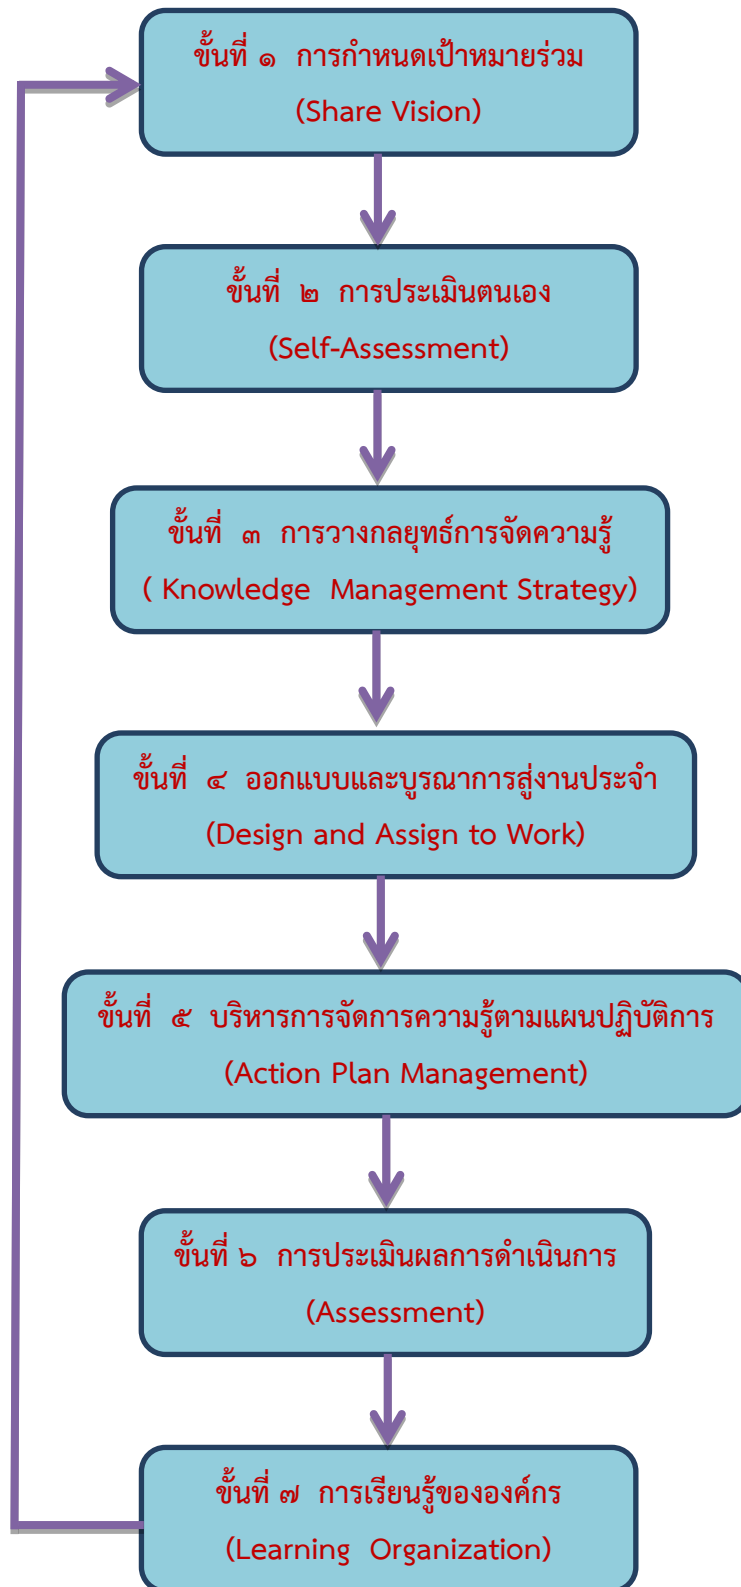 ขั้นที่ ๑ การกำหนดเป้าหมายร่วม
(Share Vision)
ขั้นที่ ๒ การประเมินตนเอง
(Self-Assessment)
ขั้นที่ ๓ การวางกลยุทธ์การจัดความรู้
( Knowledge Management Strategy)
ขั้นที่ ๔ ออกแบบและบูรณาการสู่งานประจำ
(Design and Assign to Work)
ขั้นที่ ๕ บริหารการจัดการความรู้ตามแผนปฏิบัติการ
(Action Plan Management)
ขั้นที่ ๖ การประเมินผลการดำเนินการ
(Assessment)
ขั้นที่ ๗ การเรียนรู้ขององค์กร
(Learning Organization)